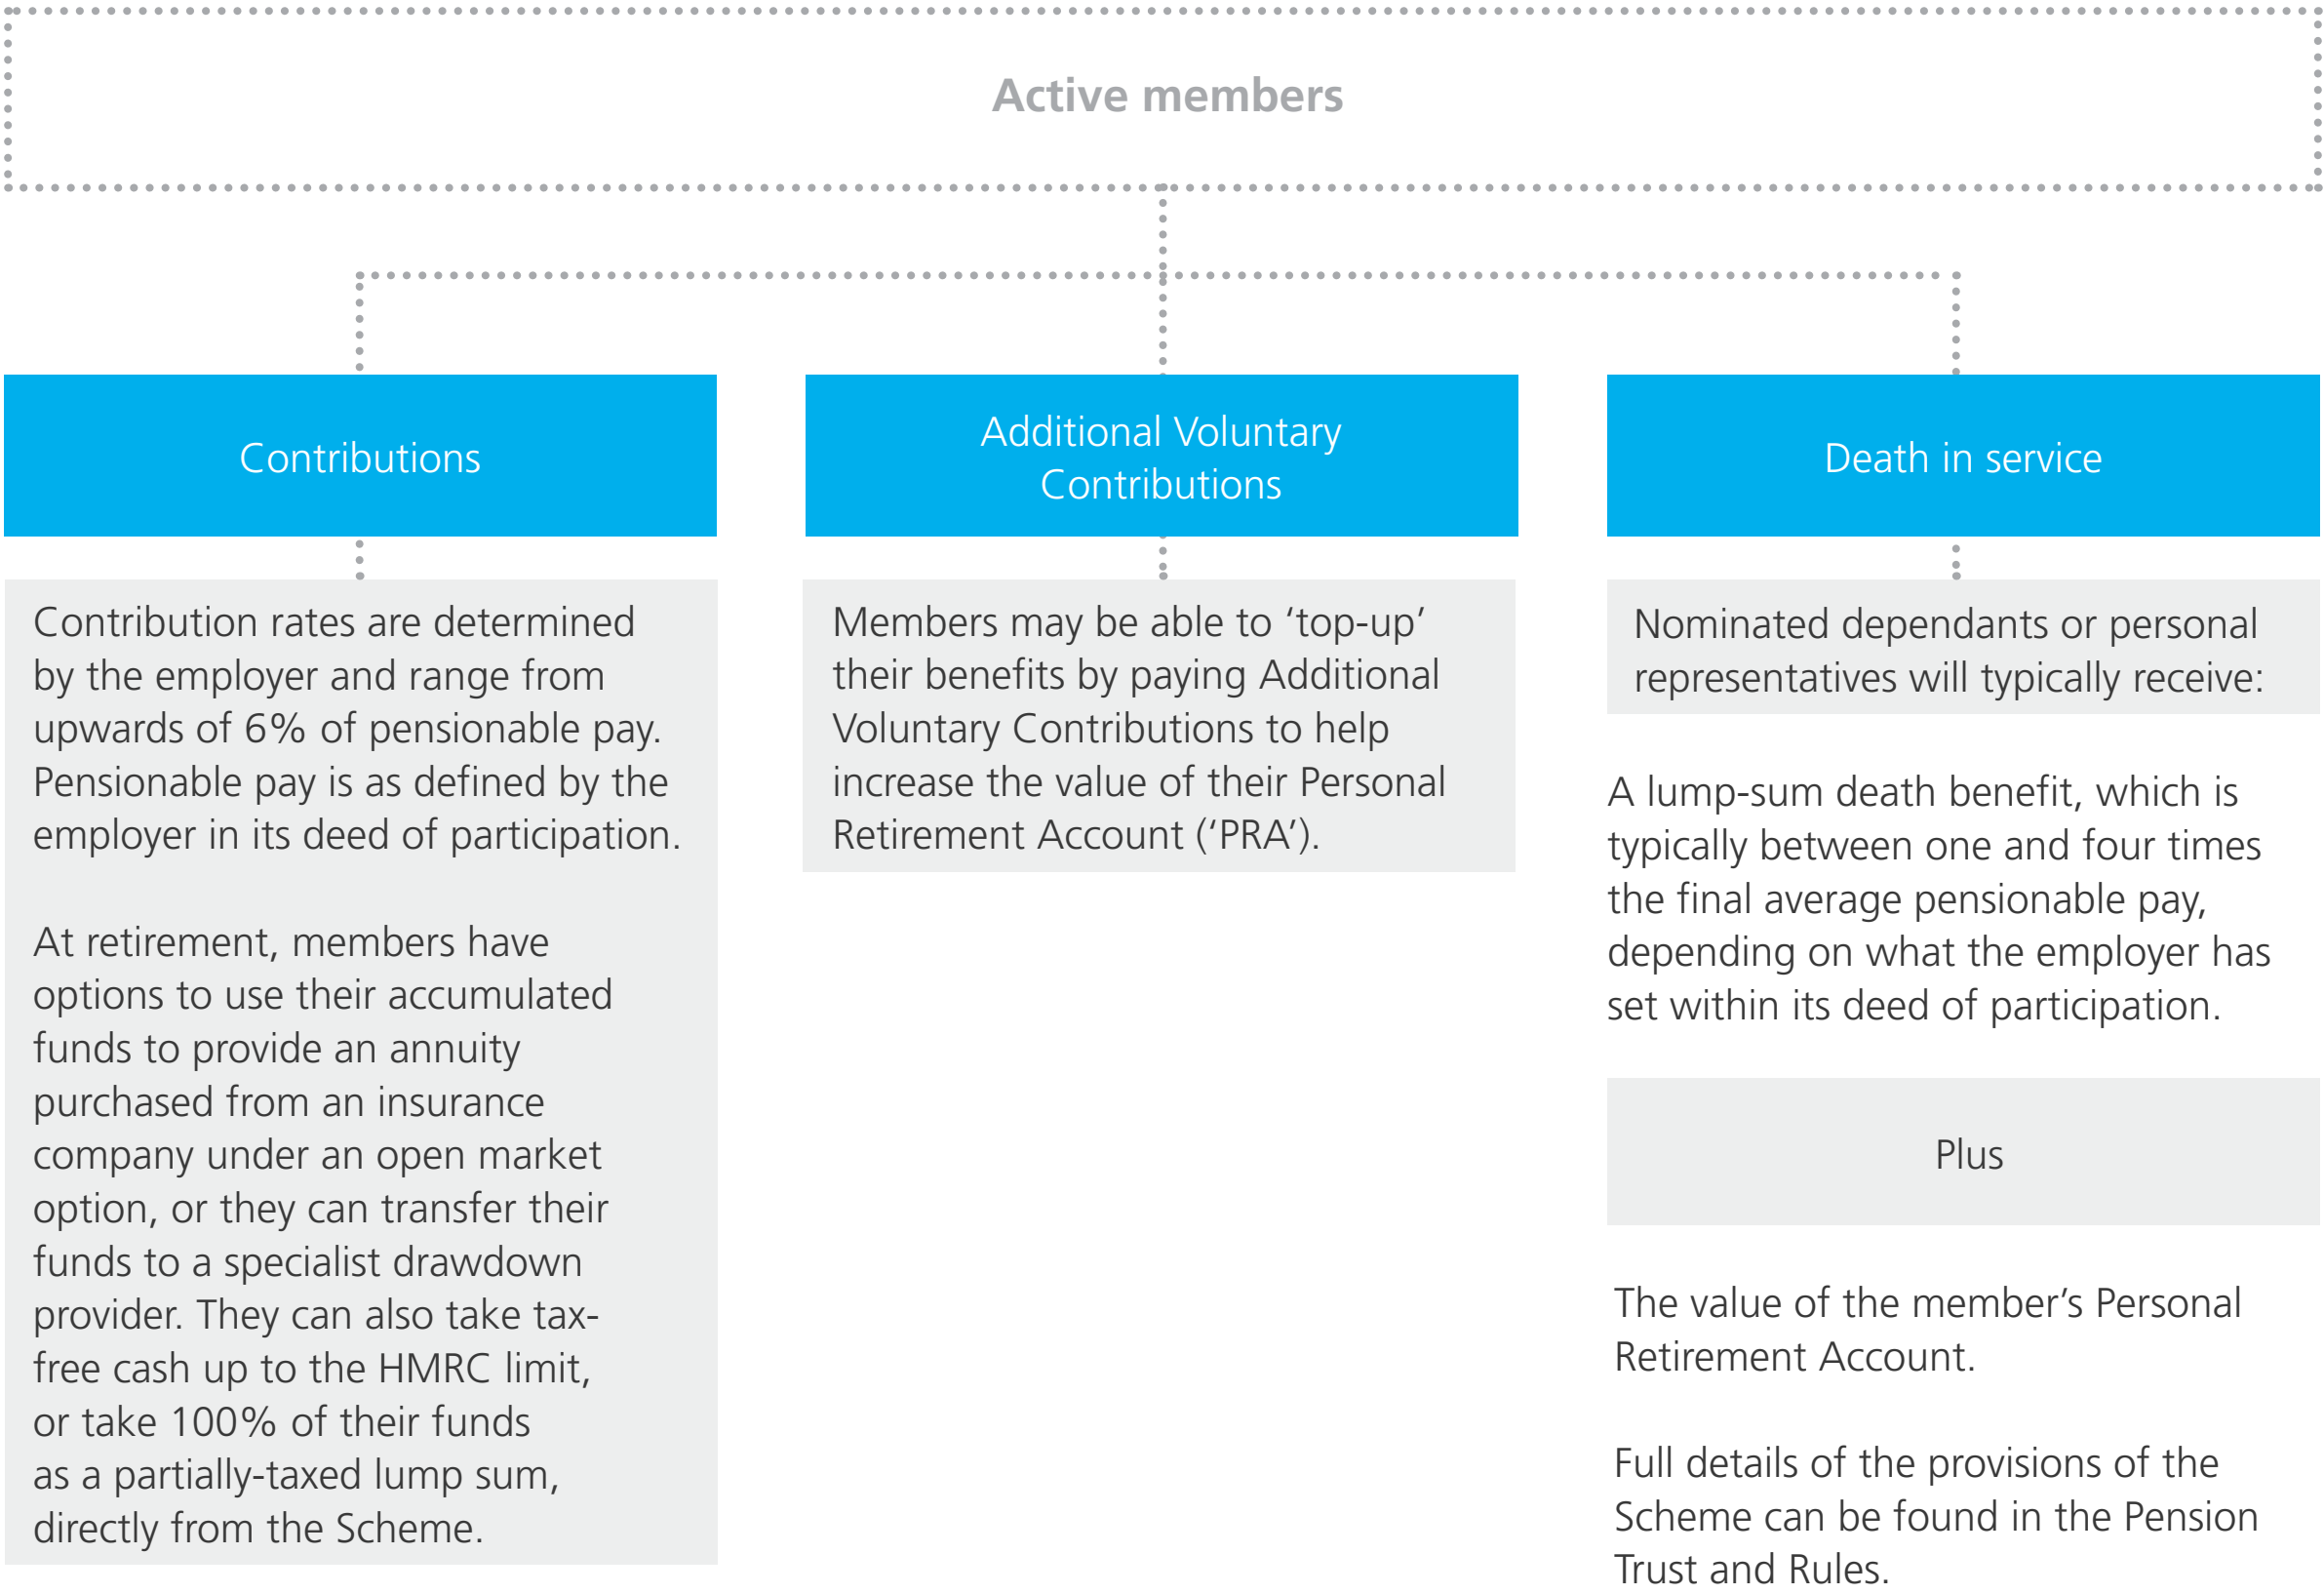 Active members
Contributions
Contribution rates are determined
by the employer and range from
upwards of 6% of pensionable pay.
Pensionable pay is as defined by the
employer in its deed of participation.
At retirement, members have
options to use their accumulated
funds to provide an annuity
purchased from an insurance
company under an open market
option, or they can transfer their
funds to a specialist drawdown
provider. They can also take tax-
free cash up to the HMRC limit,
or take 100% of their funds
as a partially-taxed lump sum,
directly from the Scheme.
Additional Voluntary
Contributions
Members may be able to ‘top-up’
their benefits by paying Additional
Voluntary Contributions to help
increase the value of their Personal
Retirement Account (‘PRA’).
Death in service
Nominated dependants or personal
representatives will typically receive:
A lump-sum death benefit, which is
typically between one and four times
the final average pensionable pay,
depending on what the employer has
set within its deed of participation.
Plus
The value of the member’s Personal
Retirement Account.
Full details of the provisions of the
Scheme can be found in the Pension
Trust and Rules.